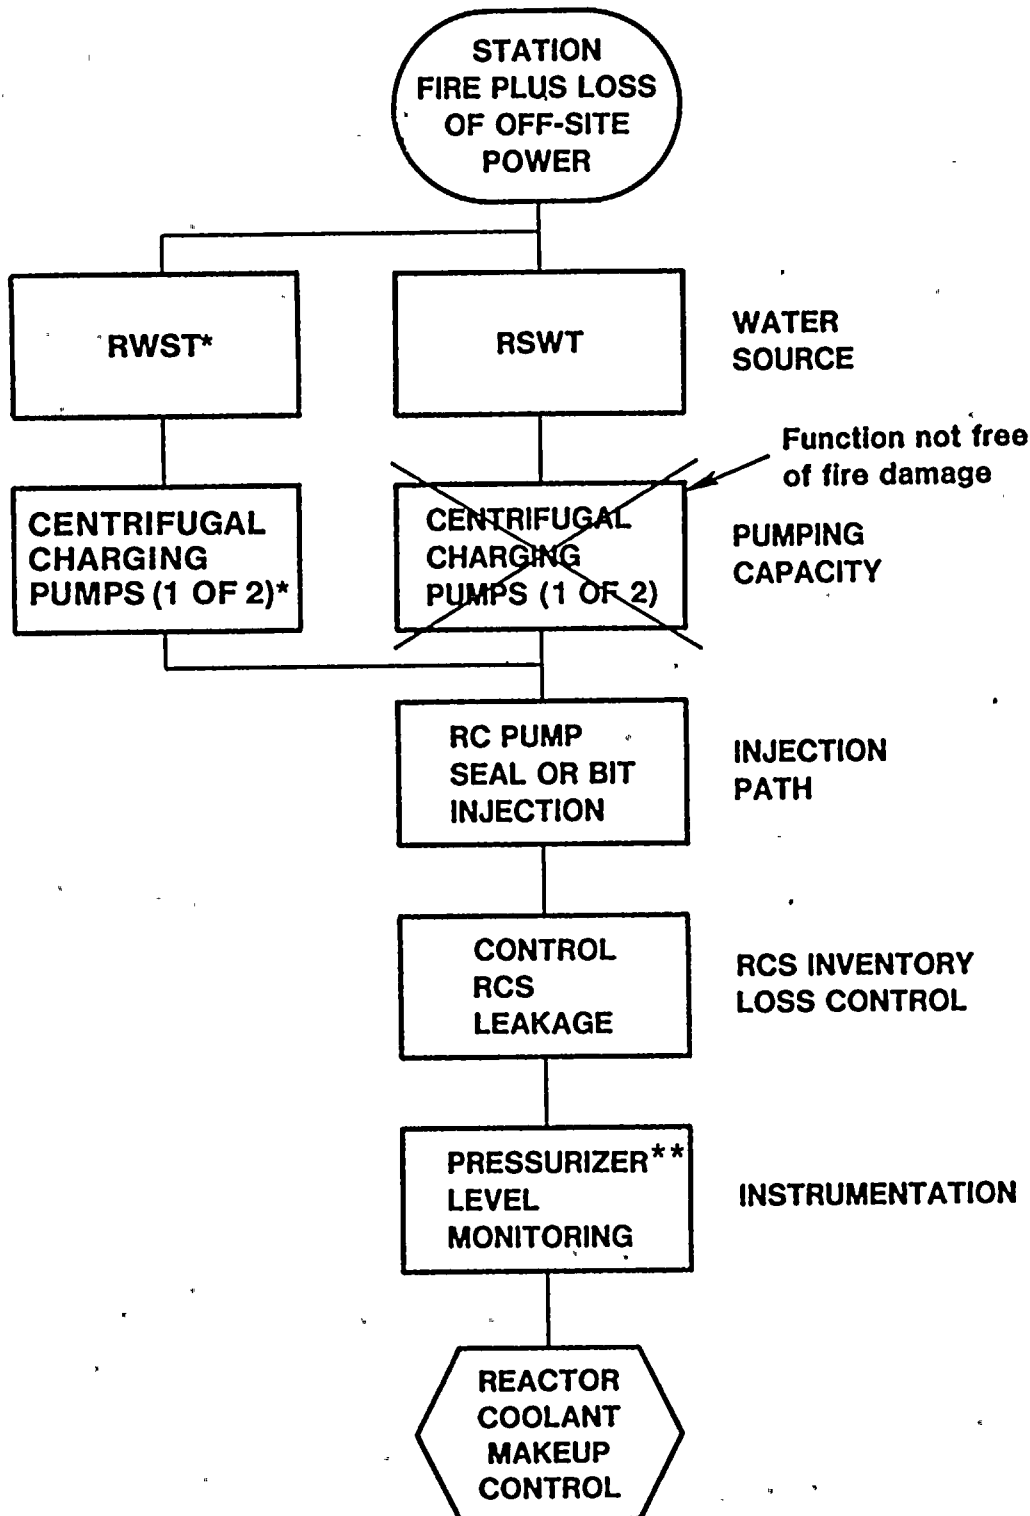 STATION
FIRE PLUS LOSS
OF OFF-SITE
POWER
RWST*
RSWT
WATER
SOURCE
Function not free
of fire damage
CENTRIFUGAL
CHARGING
PUMPS (1 OF 2)*
CENTRIFUGAL
CHARGING
PUMPS (1 OF 2)
PUMPING
CAPACITY
RC PUMP
SEAL OR BIT
INJECTION
INJECTION
PATH
CONTROL
RCS
LEAKAGE
RCS INVENTORY
LOSS CONTROL
PRESSURIZER**
LEVEL
MONITORING
INSTRUMENTATION
REACTOR
COOLANT
MAKEUP
CONTROL